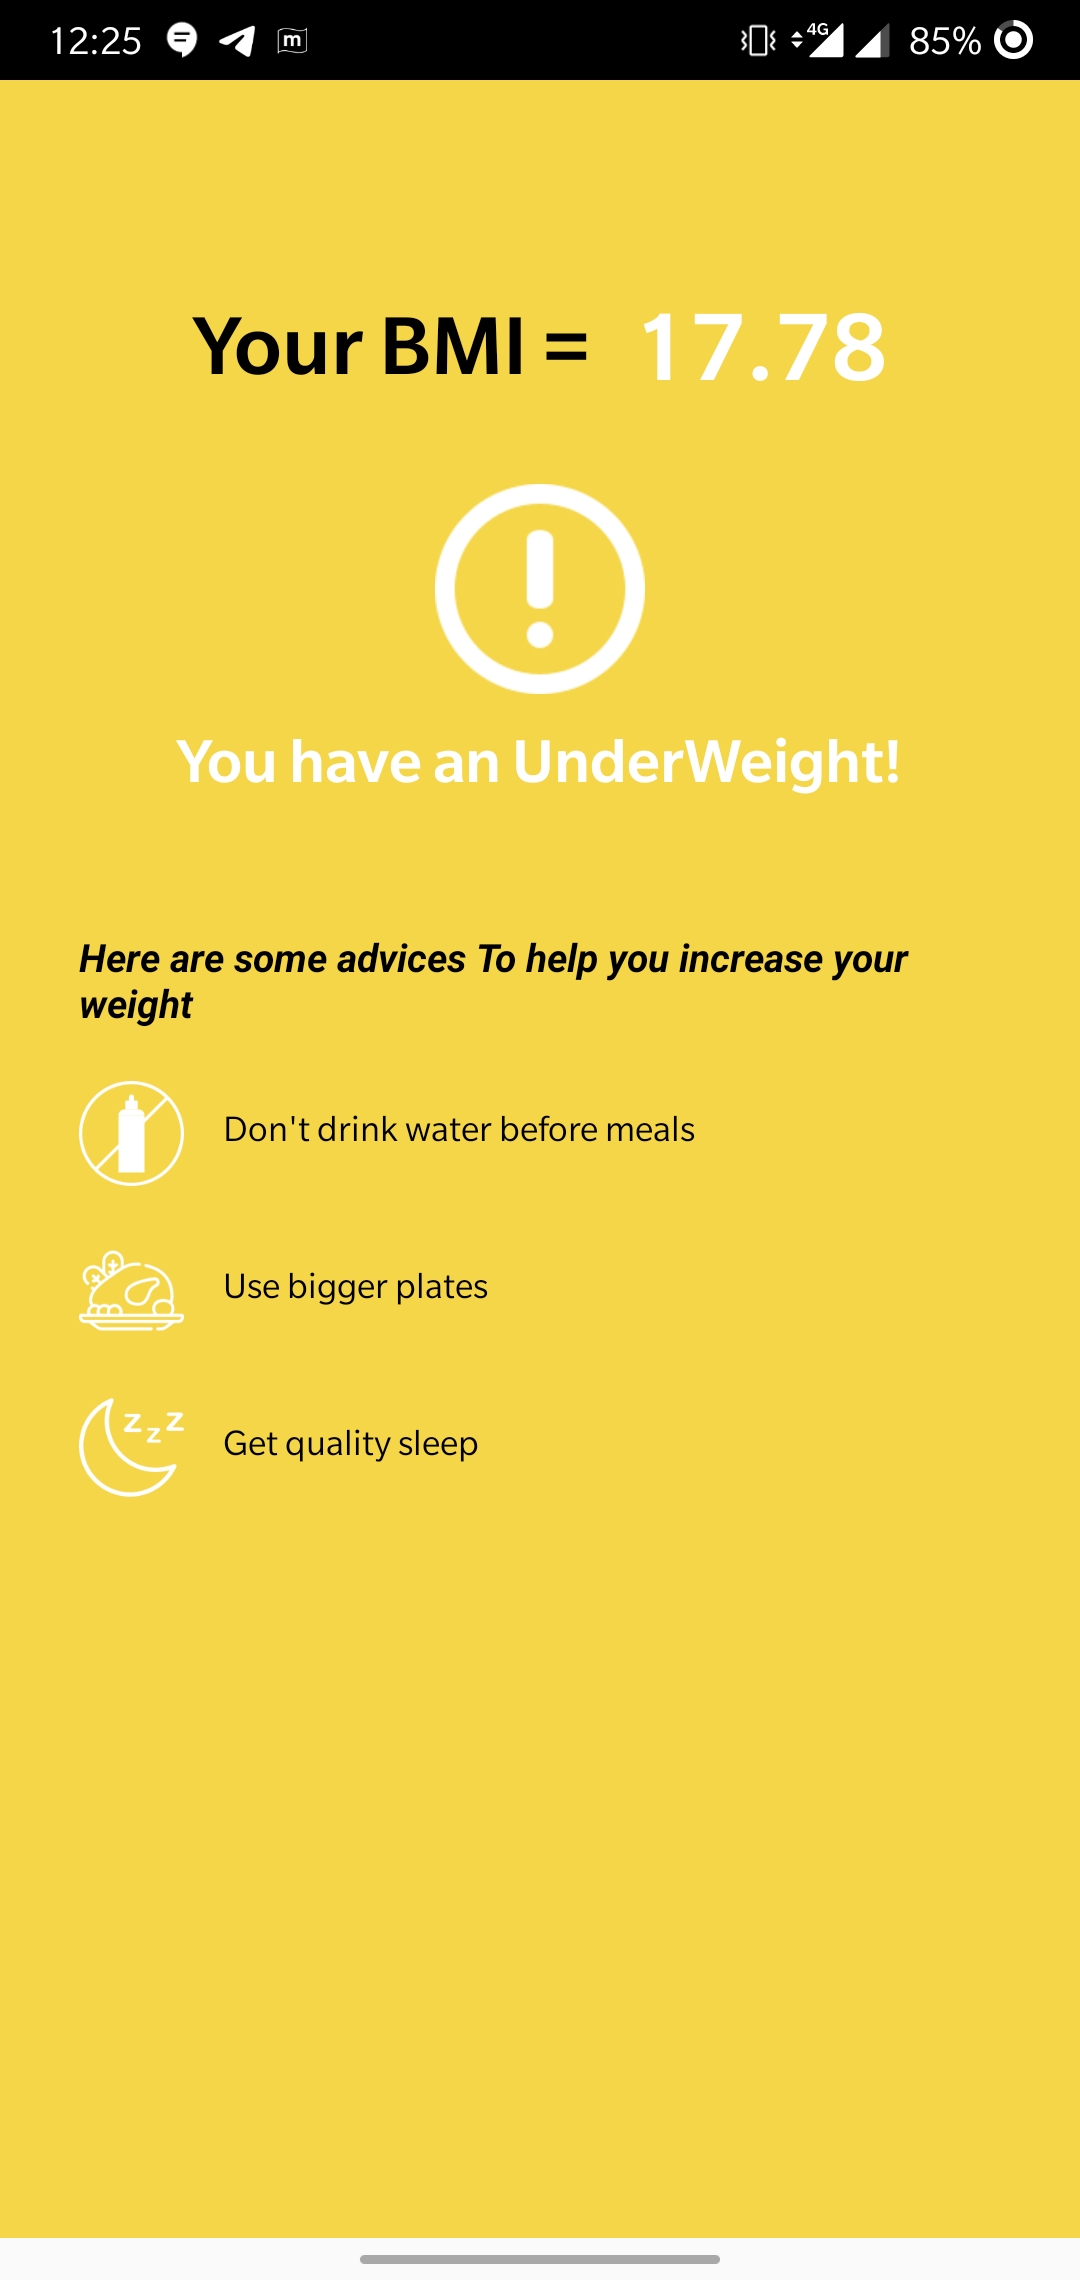 12:25
m
4G
85%
Your BMI = 17.78
You have an UnderWeight!
Here are some advices To help you increase your
weight
Don't drink water before meals
Use bigger plates
z z z
Get quality sleep